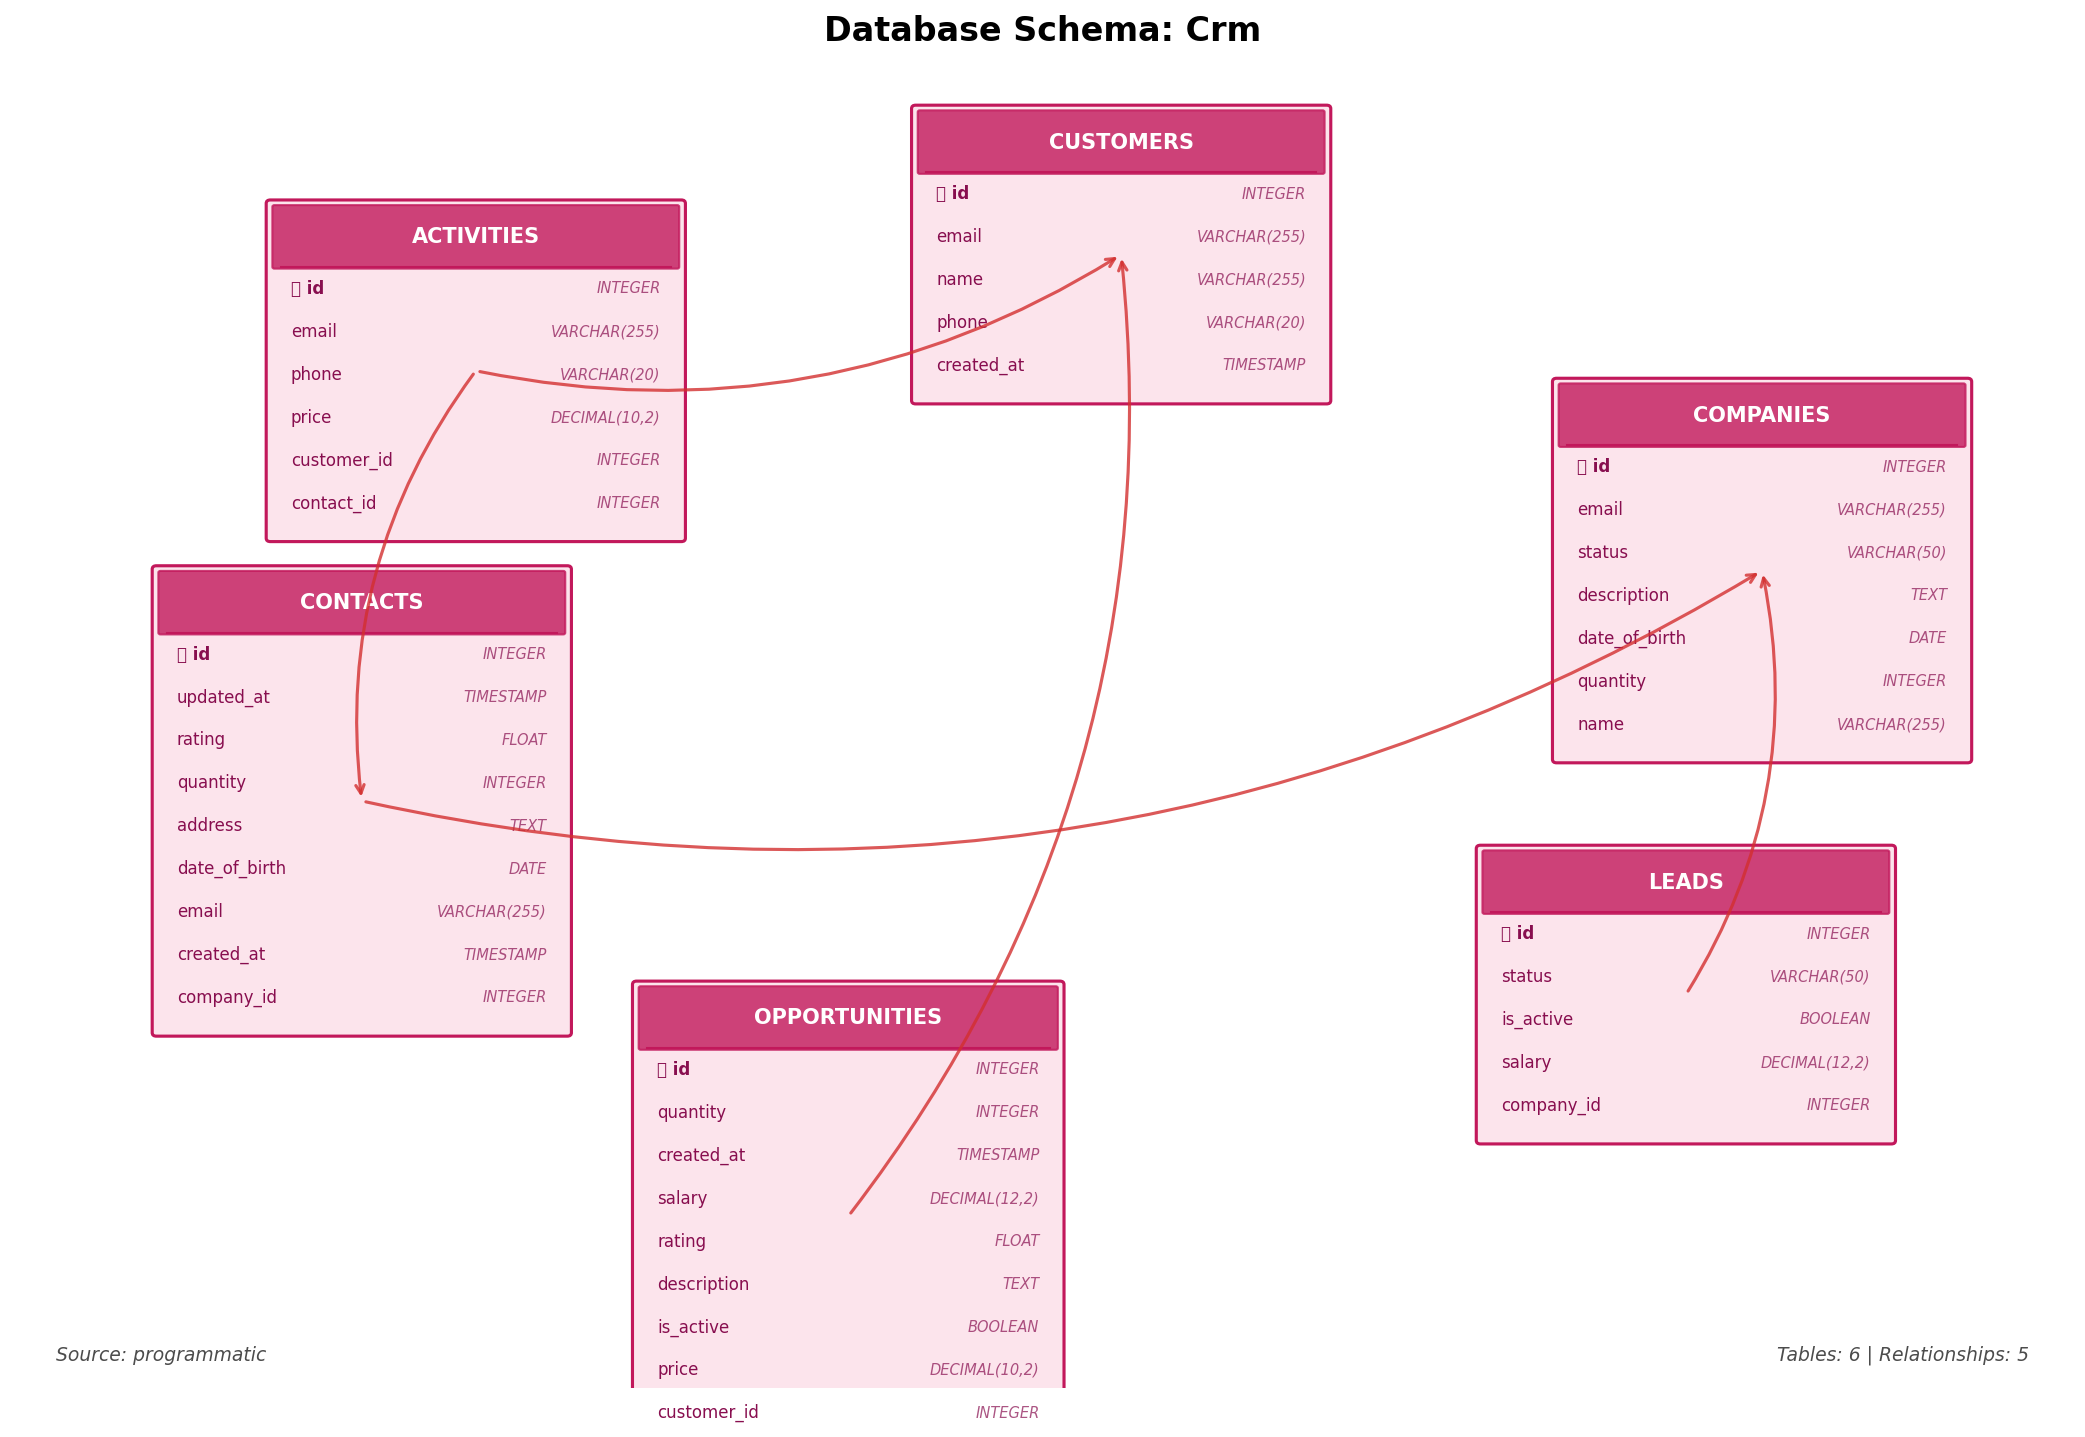 Database Schema: Crm
CUSTOMERS
id INTEGER
email VARCHAR(255)
name VARCHAR(255)
phone VARCHAR(20)
created_at TIMESTAMP
ACTIVITIES
id INTEGER
email VARCHAR(255)
phone VARCHAR(20)
price DECIMAL(10,2)
customer_id INTEGER
contact_id INTEGER
COMPANIES
id INTEGER
email VARCHAR(255)
status VARCHAR(50)
description TEXT
date_of_birth DATE
quantity INTEGER
name VARCHAR(255)
CONTACTS
id INTEGER
updated_at TIMESTAMP
rating FLOAT
quantity INTEGER
address TEXT
date_of_birth DATE
email VARCHAR(255)
created_at TIMESTAMP
company_id INTEGER
LEADS
id INTEGER
status VARCHAR(50)
is_active BOOLEAN
salary DECIMAL(12,2)
company_id INTEGER
OPPORTUNITIES
id INTEGER
quantity INTEGER
created_at TIMESTAMP
salary DECIMAL(12,2)
rating FLOAT
description TEXT
is_active BOOLEAN
price DECIMAL(10,2)
customer_id INTEGER
Source: programmatic
Tables: 6 | Relationships: 5